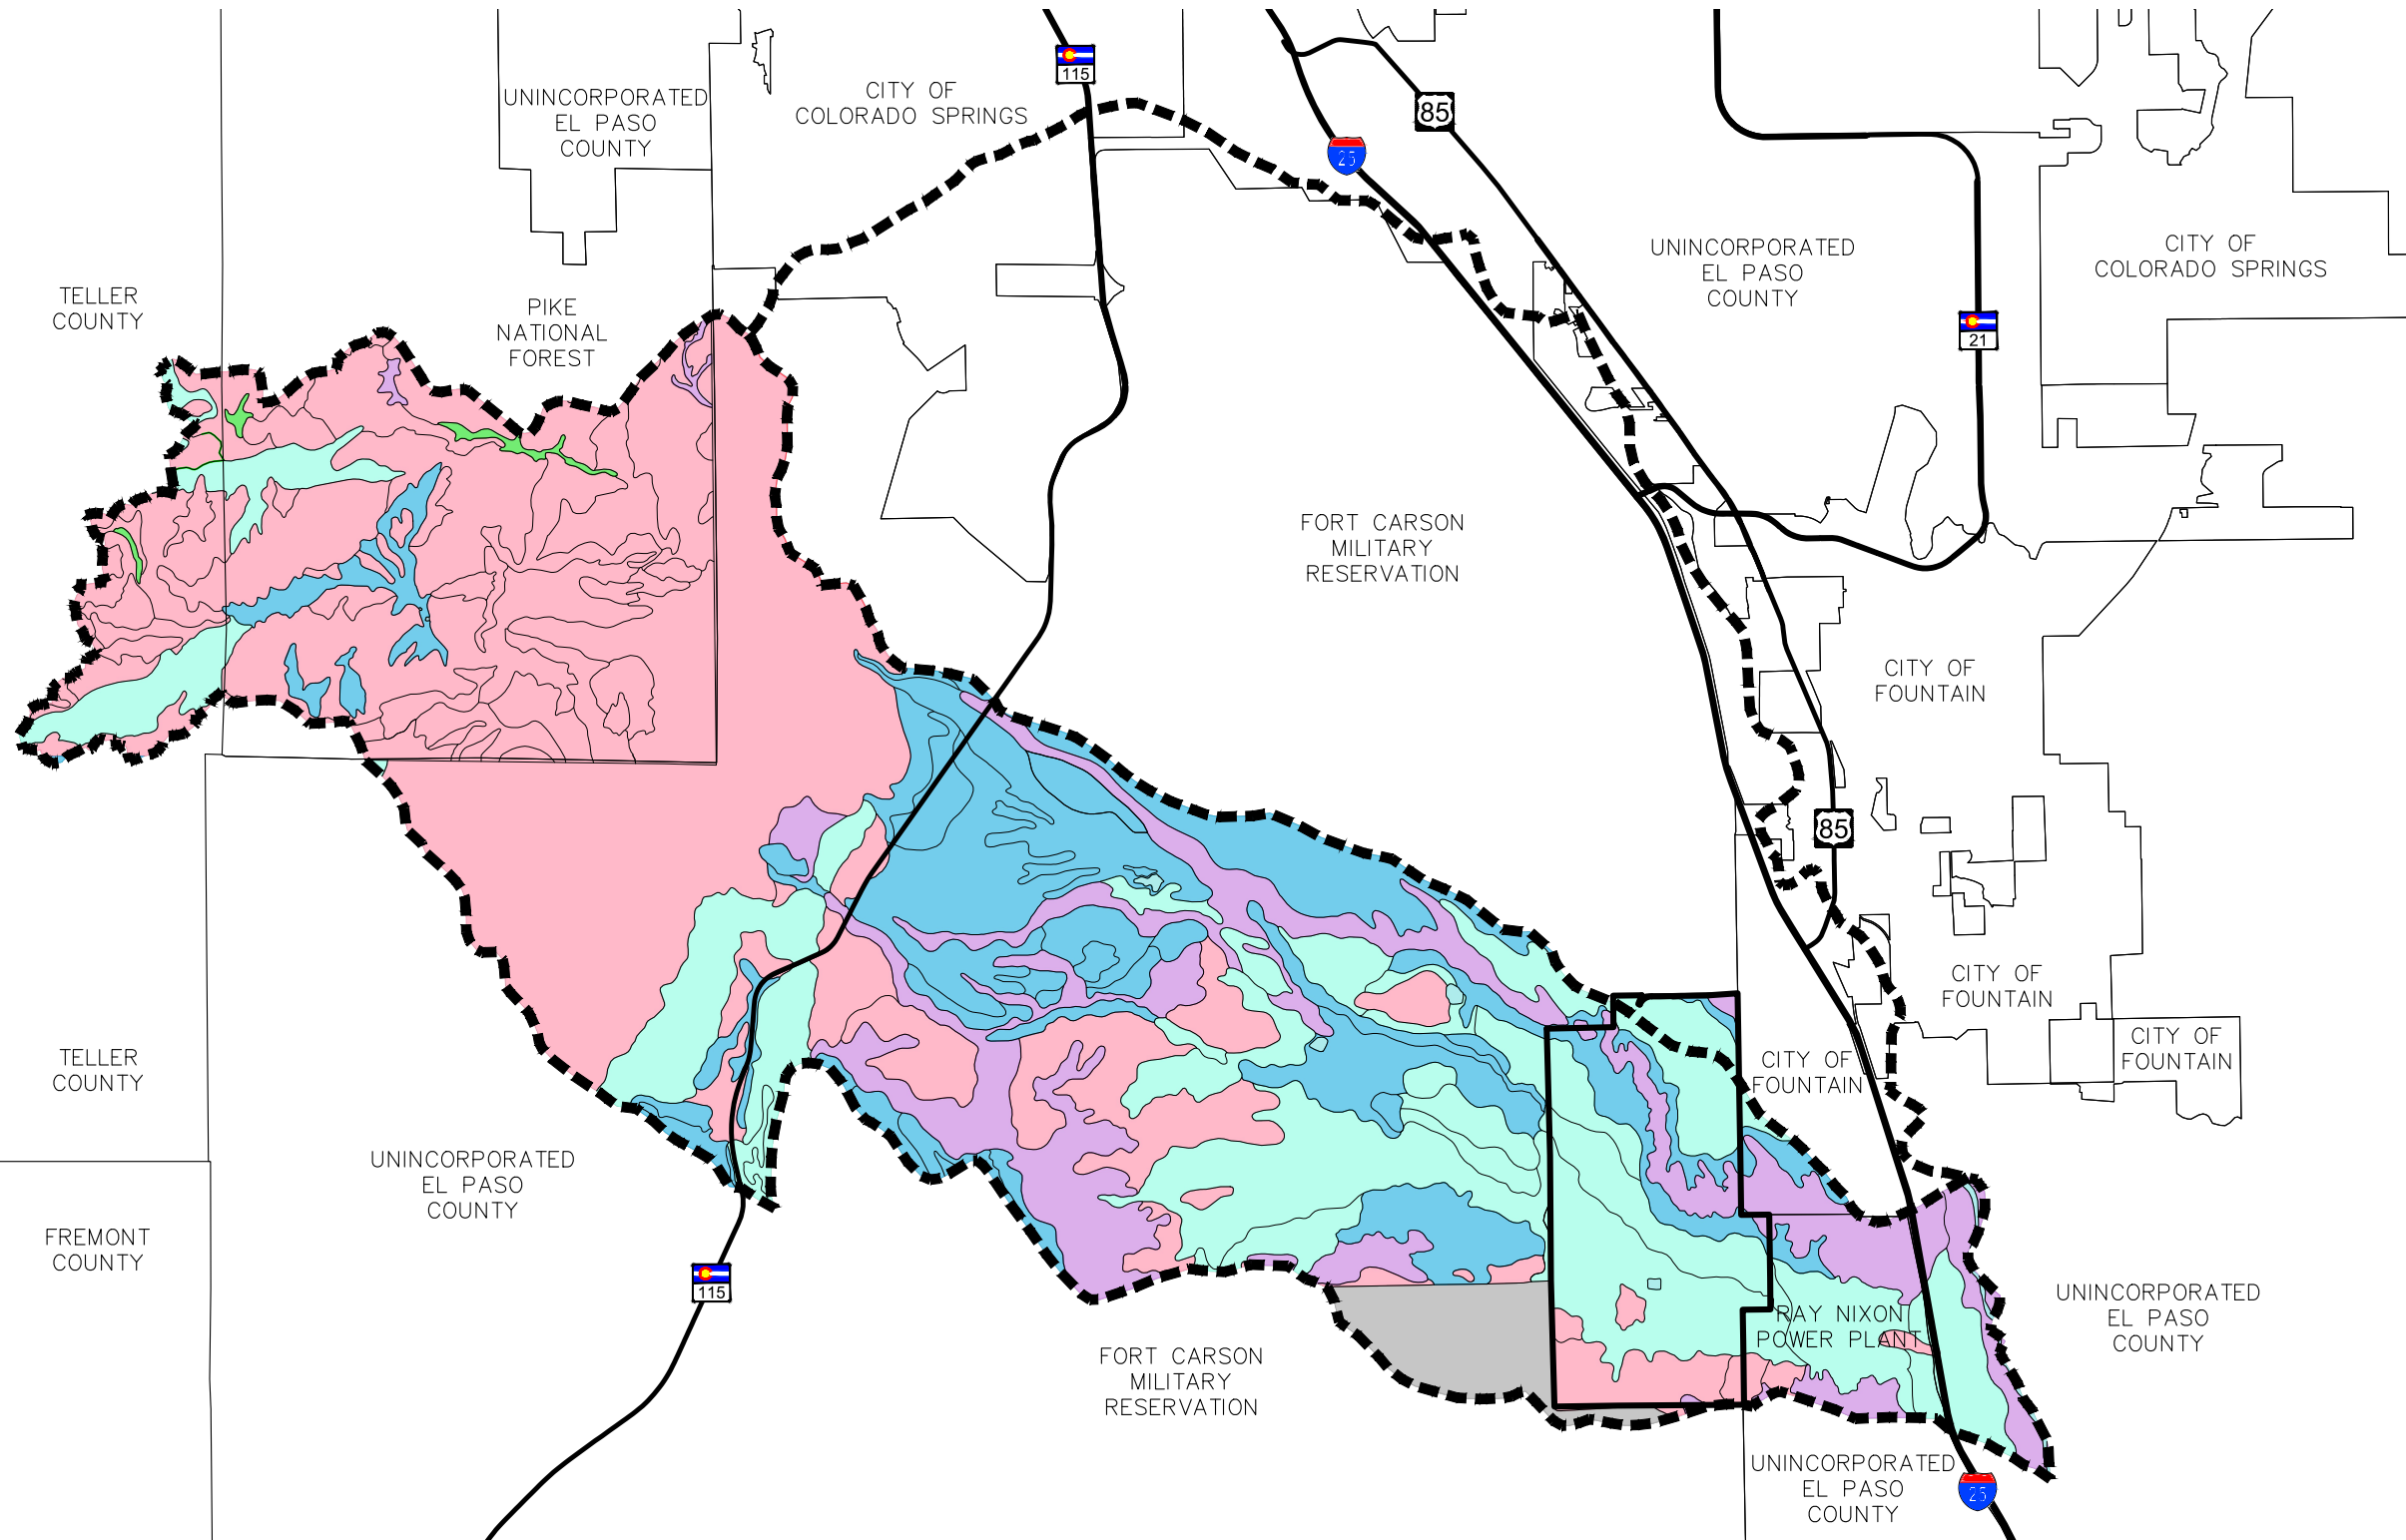 115
CITY OF
COLORADO SPRINGS
UNINCORPORATED
EL PASO
COUNTY
85
25
UNINCORPORATED
EL PASO
COUNTY
CITY OF
COLORADO SPRINGS
TELLER
COUNTY
PIKE
NATIONAL
FOREST
21
FORT CARSON
MILITARY
RESERVATION
CITY OF
FOUNTAIN
85
CITY OF
FOUNTAIN
CITY OF
FOUNTAIN
CITY OF
FOUNTAIN
TELLER
COUNTY
UNINCORPORATED
EL PASO
COUNTY
FREMONT
COUNTY
115
RAY NIXON
POWER PLANT
UNINCORPORATED
EL PASO
COUNTY
FORT CARSON
MILITARY
RESERVATION
UNINCORPORATED
EL PASO
COUNTY
25